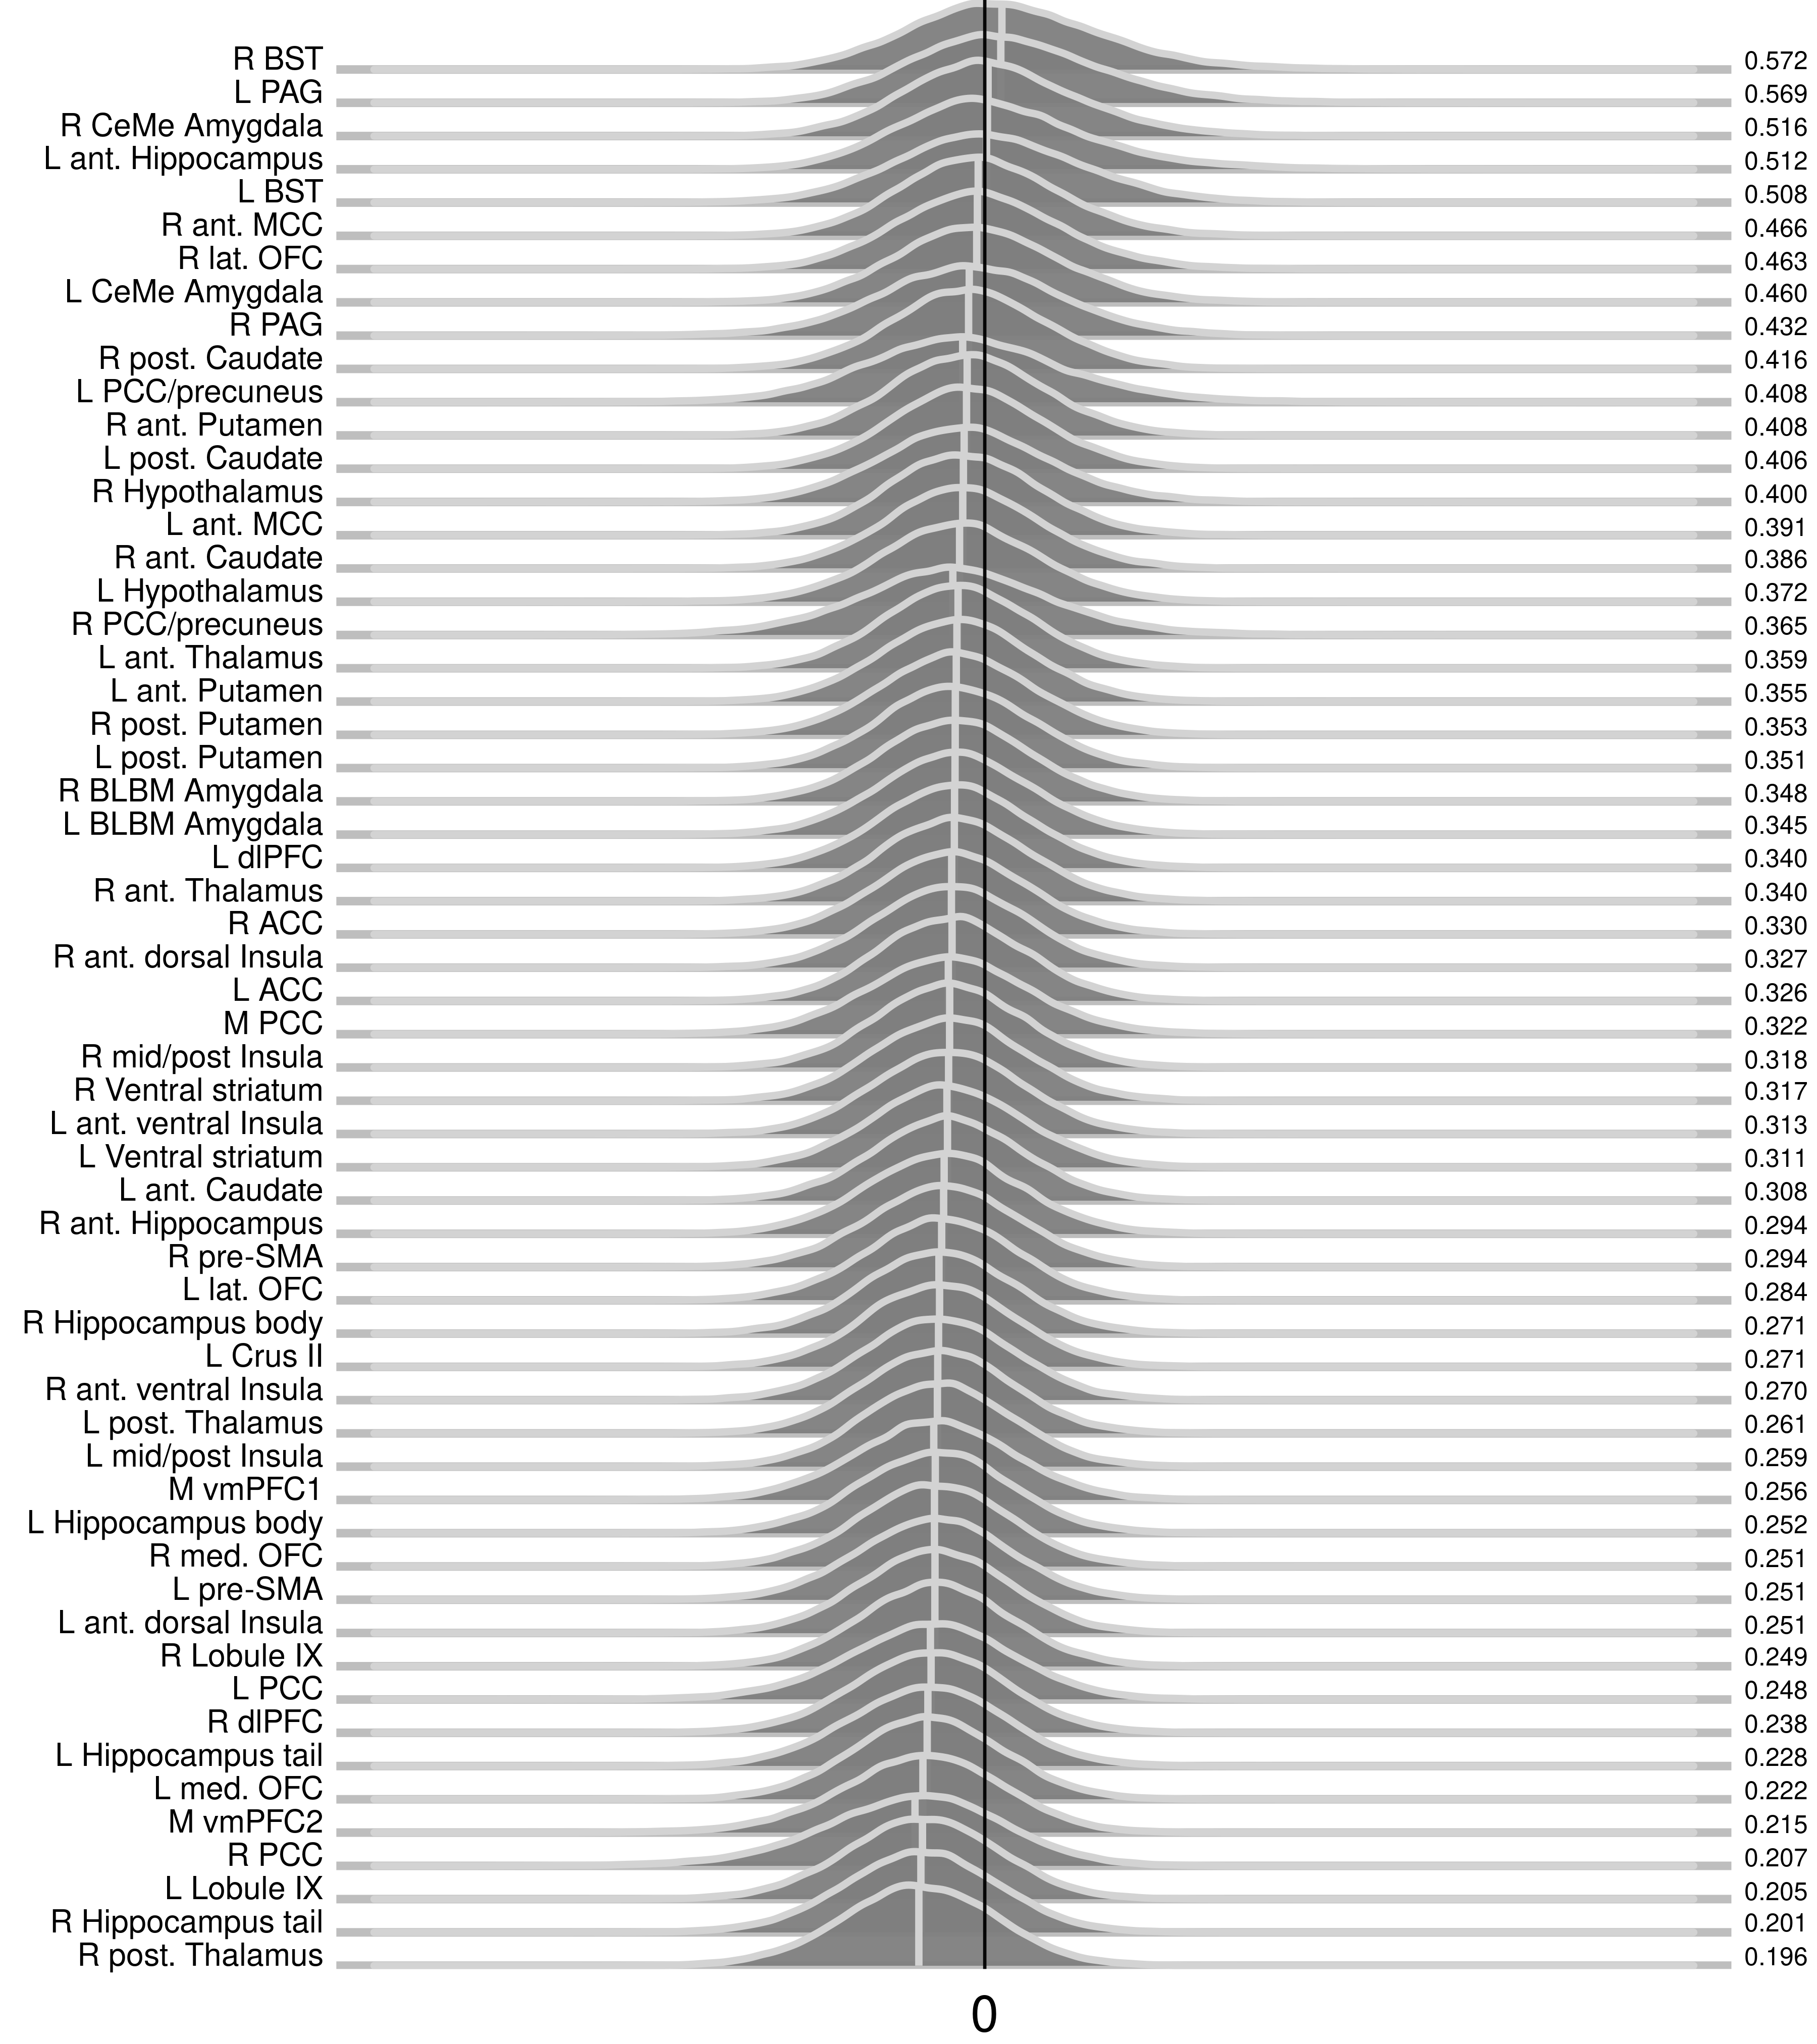 R BST 0.572
L PAG 0.569
R CeMe Amygdala 0.516
L ant. Hippocampus 0.512
L BST 0.508
R ant. MCC 0.466
R lat. OFC 0.463
L CeMe Amygdala 0.460
R PAG 0.432
R post. Caudate 0.416
L PCC/precuneus 0.408
R ant. Putamen 0.408
L post. Caudate 0.406
R Hypothalamus 0.400
L ant. MCC 0.391
R ant. Caudate 0.386
L Hypothalamus 0.372
R PCC/precuneus 0.365
L ant. Thalamus 0.359
L ant. Putamen 0.355
R post. Putamen 0.353
L post. Putamen 0.351
R BLBM Amygdala 0.348
L BLBM Amygdala 0.345
L dlPFC 0.340
R ant. Thalamus 0.340
R ACC 0.330
R ant. dorsal Insula 0.327
L ACC 0.326
M PCC 0.322
R mid/post Insula 0.318
R Ventral striatum 0.317
L ant. ventral Insula 0.313
L Ventral striatum 0.311
L ant. Caudate 0.308
R ant. Hippocampus 0.294
R pre-SMA 0.294
L lat. OFC 0.284
R Hippocampus body 0.271
L Crus II 0.271
R ant. ventral Insula 0.270
L post. Thalamus 0.261
L mid/post Insula 0.259
M vmPFC1 0.256
L Hippocampus body 0.252
R med. OFC 0.251
L pre-SMA 0.251
L ant. dorsal Insula 0.251
R Lobule IX 0.249
L PCC 0.248
R dlPFC 0.238
L Hippocampus tail 0.228
L med. OFC 0.222
M vmPFC2 0.215
R PCC 0.207
L Lobule IX 0.205
R Hippocampus tail 0.201
R post. Thalamus 0.196
0